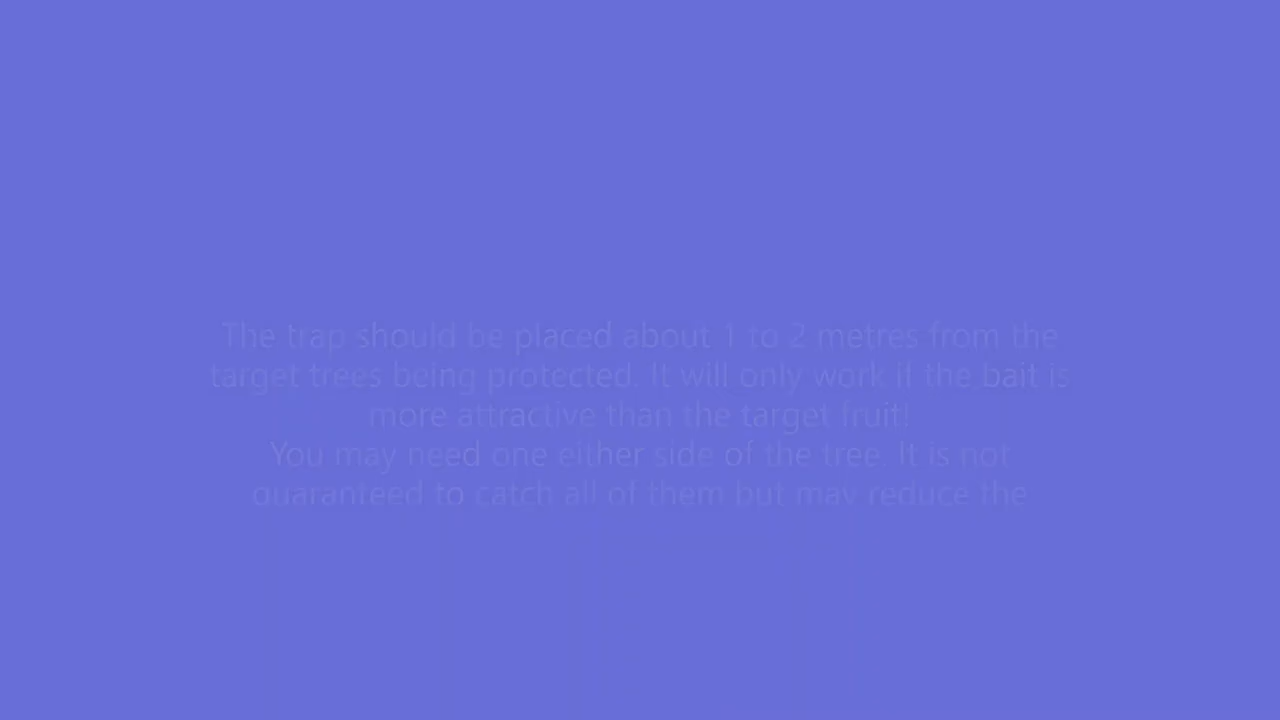 The trap should be placed about 1 to 2 metres from the
target trees being protected. It will only work if the bait is
more attractive than the target fruit!
You may need one either side of the tree. It is not
guaranteed to catch all of them but may reduce the